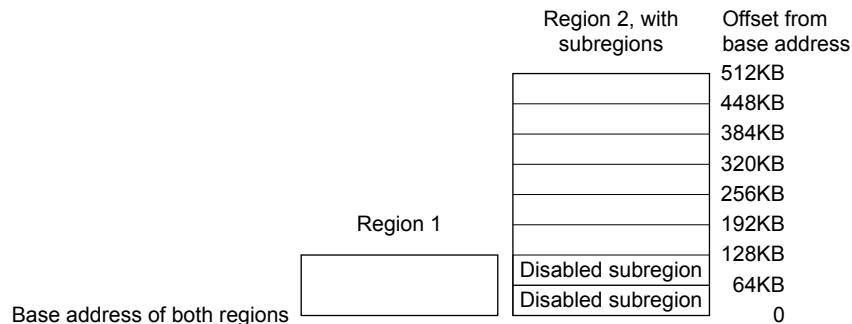 Region 2, with
subregions
Offset from
base address
512KB
448KB
384KB
320KB
256KB
192KB
Region 1
128KB
Disabled subregion
64KB
Disabled subregion
Base address of both regions
0